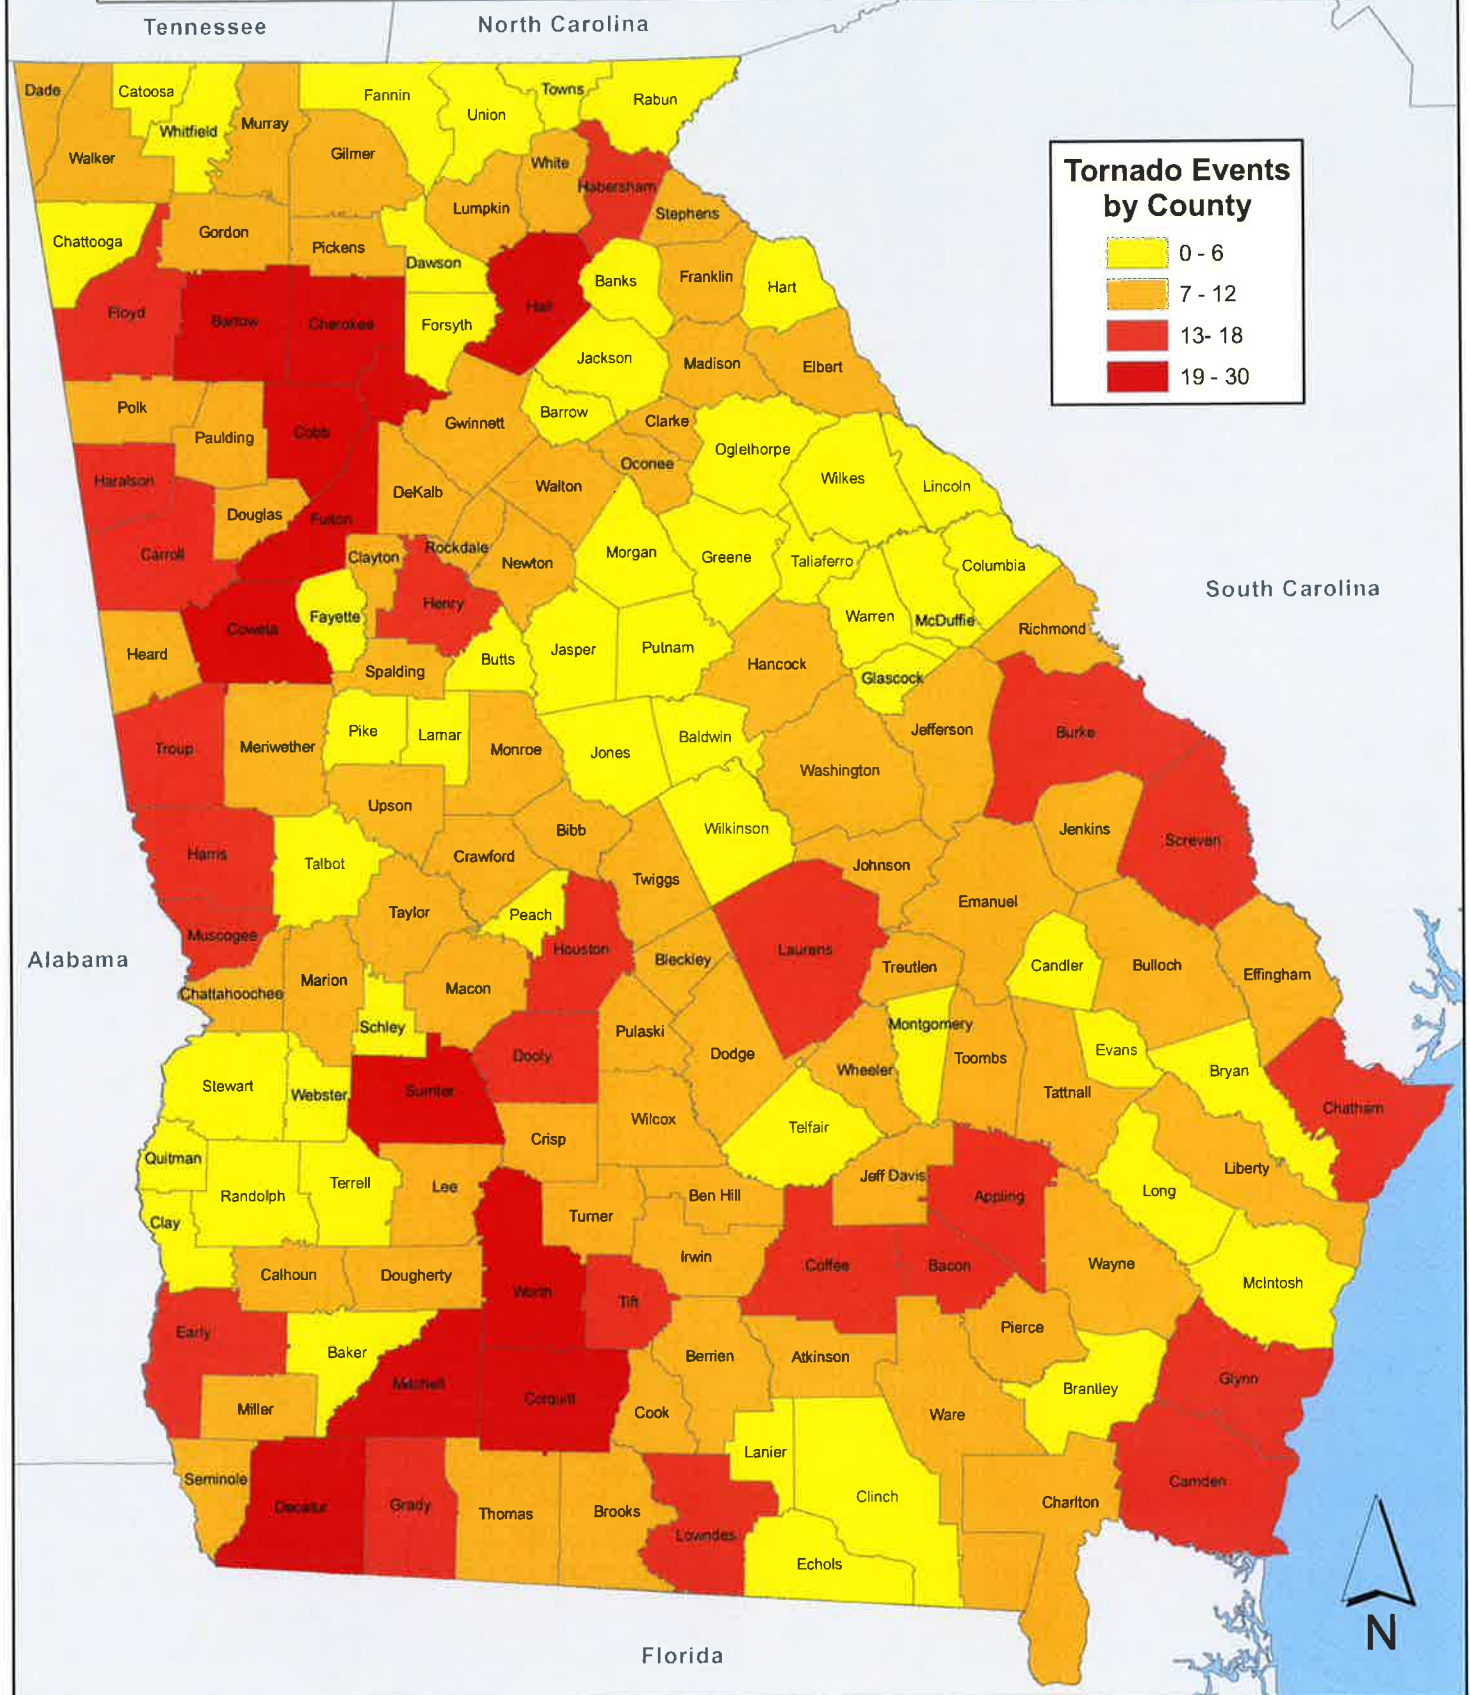 Tennessee
North Carolina
Tornado Events
by County
0 - 6
7 - 12
13- 18
19 - 30
South Carolina
Alabama
Florida
N
Dade
Catoosa
Whitfield
Murray
Fannin
Union
Towns
Rabun
Walker
Gilmer
White
Habersham
Lumpkin
Stephens
Chattooga
Gordon
Pickens
Dawson
Hall
Banks
Franklin
Hart
Floyd
Bartow
Cherokee
Forsyth
Jackson
Madison
Elbert
Polk
Paulding
Cobb
Gwinnett
Barrow
Clarke
Oglethorpe
Oconee
Haralson
Douglas
Fulton
DeKalb
Walton
Wilkes
Lincoln
Carroll
Clayton
Rockdale
Newton
Morgan
Greene
Taliaferro
Columbia
Henry
Fayette
Warren
McDuffie
Richmond
Heard
Coweta
Spalding
Butts
Jasper
Putnam
Hancock
Glascock
Troup
Meriwether
Pike
Lamar
Monroe
Jones
Baldwin
Washington
Jefferson
Burke
Upson
Bibb
Wilkinson
Jenkins
Screven
Harris
Talbot
Crawford
Twiggs
Johnson
Emanuel
Muscogee
Taylor
Peach
Houston
Bleckley
Laurens
Treutlen
Candler
Bulloch
Effingham
Chattahoochee
Marion
Macon
Schley
Pulaski
Dodge
Montgomery
Wheeler
Toombs
Evans
Bryan
Stewart
Webster
Sumter
Dooly
Wilcox
Telfair
Tattnall
Chatham
Crisp
Quitman
Randolph
Terrell
Lee
Turner
Ben Hill
Jeff Davis
Appling
Long
Liberty
Clay
Calhoun
Dougherty
Worth
Tift
Irwin
Coffee
Bacon
Wayne
McIntosh
Early
Baker
Mitchell
Colquitt
Berrien
Atkinson
Pierce
Brantley
Glynn
Miller
Cook
Ware
Lanier
Clinch
Charlton
Camden
Seminole
Decatur
Grady
Thomas
Brooks
Lowndes
Echols